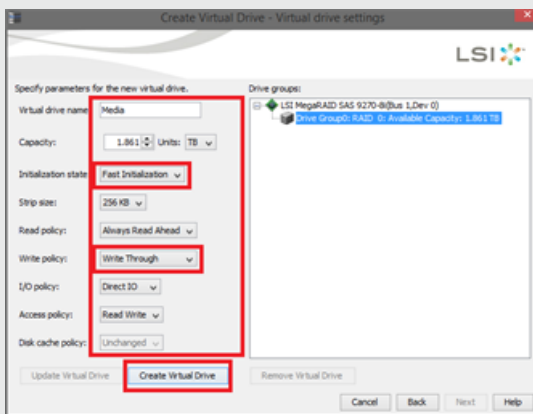 Create Virtual Drive - Virtual drive settings
LSI
Specify parameters for the new virtual drive.
Drive groups:
Virtual drive name: Media
LSI MegaRAID SAS 9270-8i(Bus 1,Dev 0)
Drive Group0: RAID 0: Available Capacity: 1.861 TB
Capacity: 1.861 Units: TB
Initialization state: Fast Initialization
Strip size: 256 KB
Read policy: Always Read Ahead
Write policy: Write Through
I/O policy: Direct IO
Access policy: Read Write
Disk cache policy: Unchanged
Update Virtual Drive Create Virtual Drive Remove Virtual Drive
Cancel Back Next Help